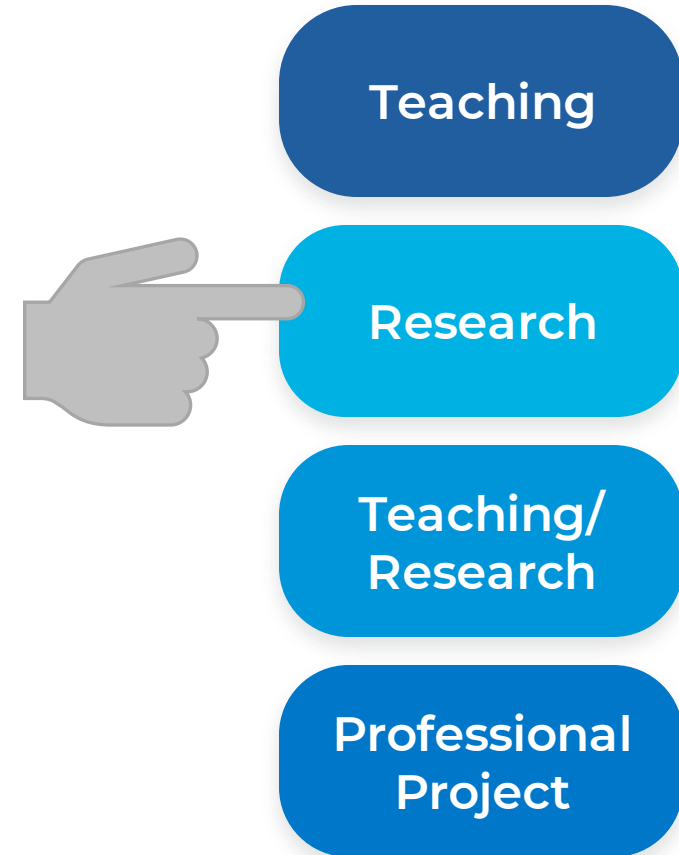 Teaching
Research
Teaching/
Research
Professional
Project